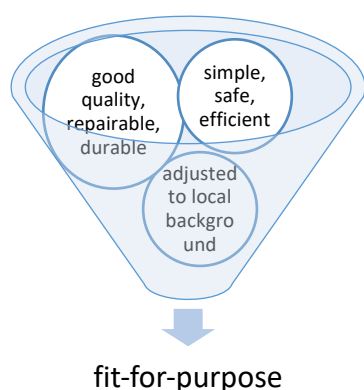 good
quality,
repairable,
durable
simple,
safe,
efficient
adjusted
to local
backgro
und
fit-for-purpose